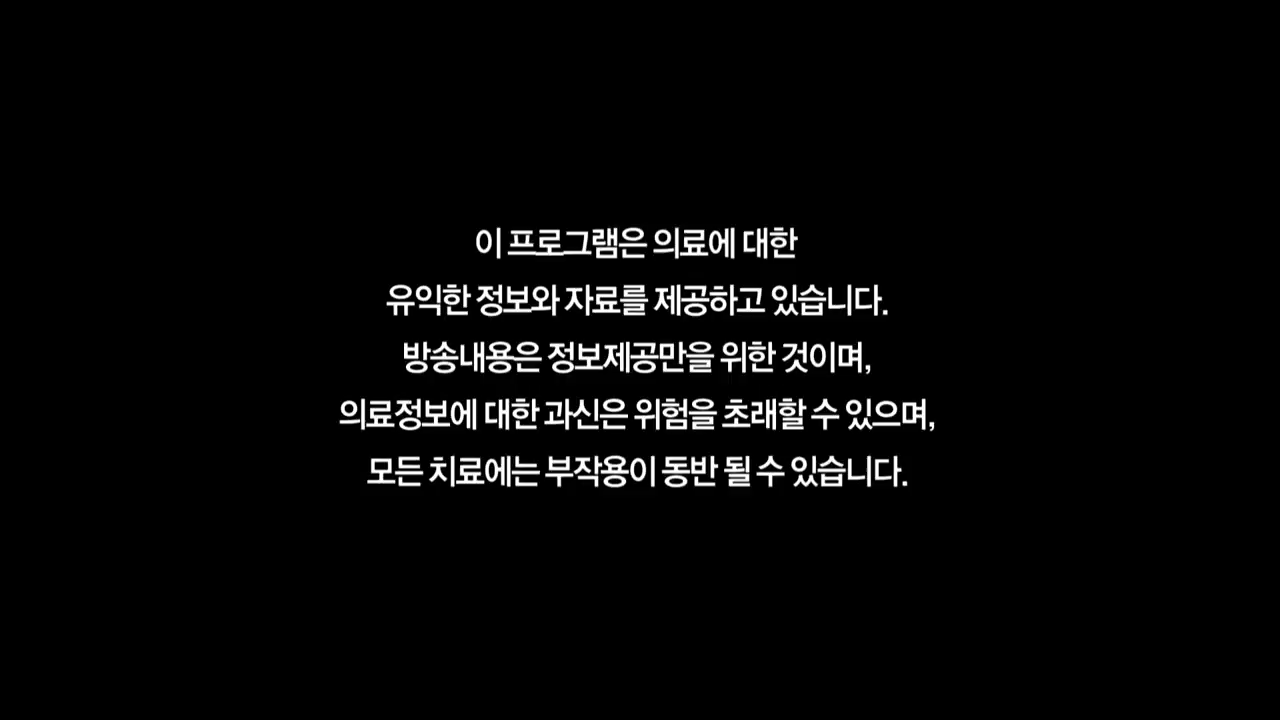 이 프로그램은 의료에 대한
유익한 정보와 자료를 제공하고 있습니다.
방송내용은 정보제공만을 위한 것이며,
의료정보에 대한 과신은 위험을 초래할 수 있으며,
모든 치료에는 부작용이 동반 될 수 있습니다.